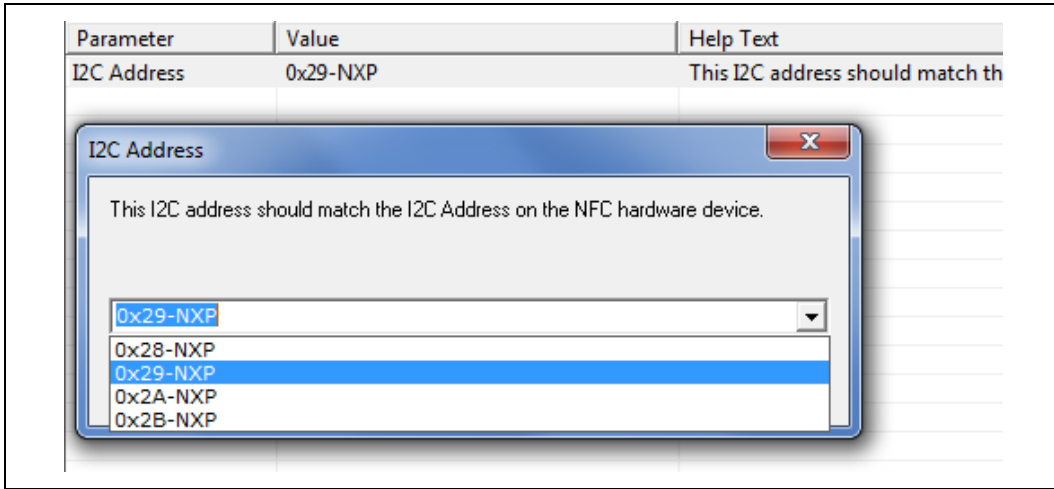 Parameter Value Help Text
I2C Address 0x29-NXP This I2C address should match th
I2C Address
This I2C address should match the I2C Address on the NFC hardware device.
0x29-NXP
0x28-NXP
0x29-NXP
0x2A-NXP
0x2B-NXP